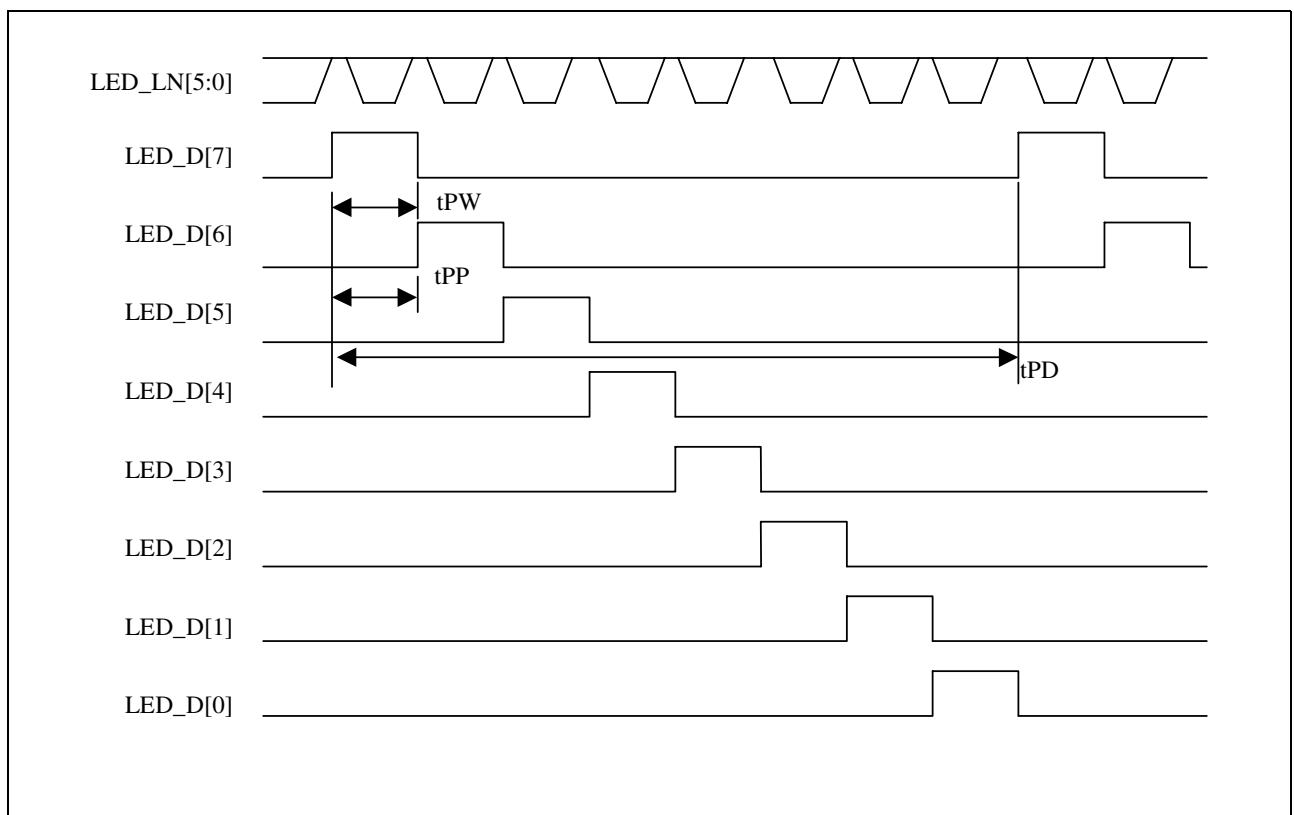 LED_LN[5:0]
LED_D[7]
tPW
LED_D[6]
tPP
LED_D[5]
tPD
LED_D[4]
LED_D[3]
LED_D[2]
LED_D[1]
LED_D[0]